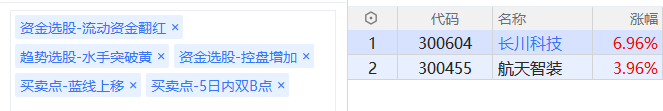 资金选股-流动资金翻红 ×
趋势选股-水手突破黄 × 资金选股-控盘增加 ×
买卖点-蓝线上移 × 买卖点-5日内双B点 ×
代码 名称 涨幅
1 300604 长川科技 6.96%
2 300455 航天智装 3.96%